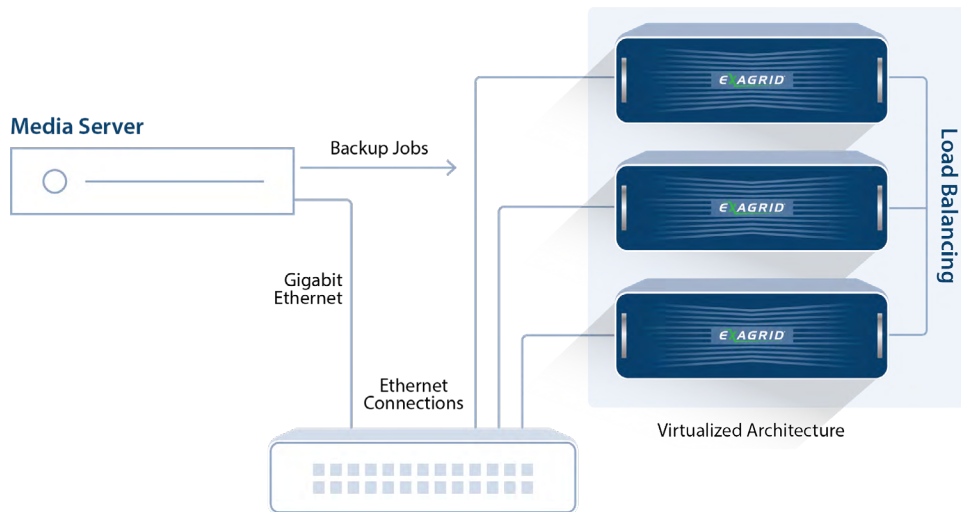 EXAGRID
Media Server
Backup Jobs
Load Balancing
EXAGRID
Gigabit
Ethernet
EXAGRID
Ethernet
Connections
Virtualized Architecture